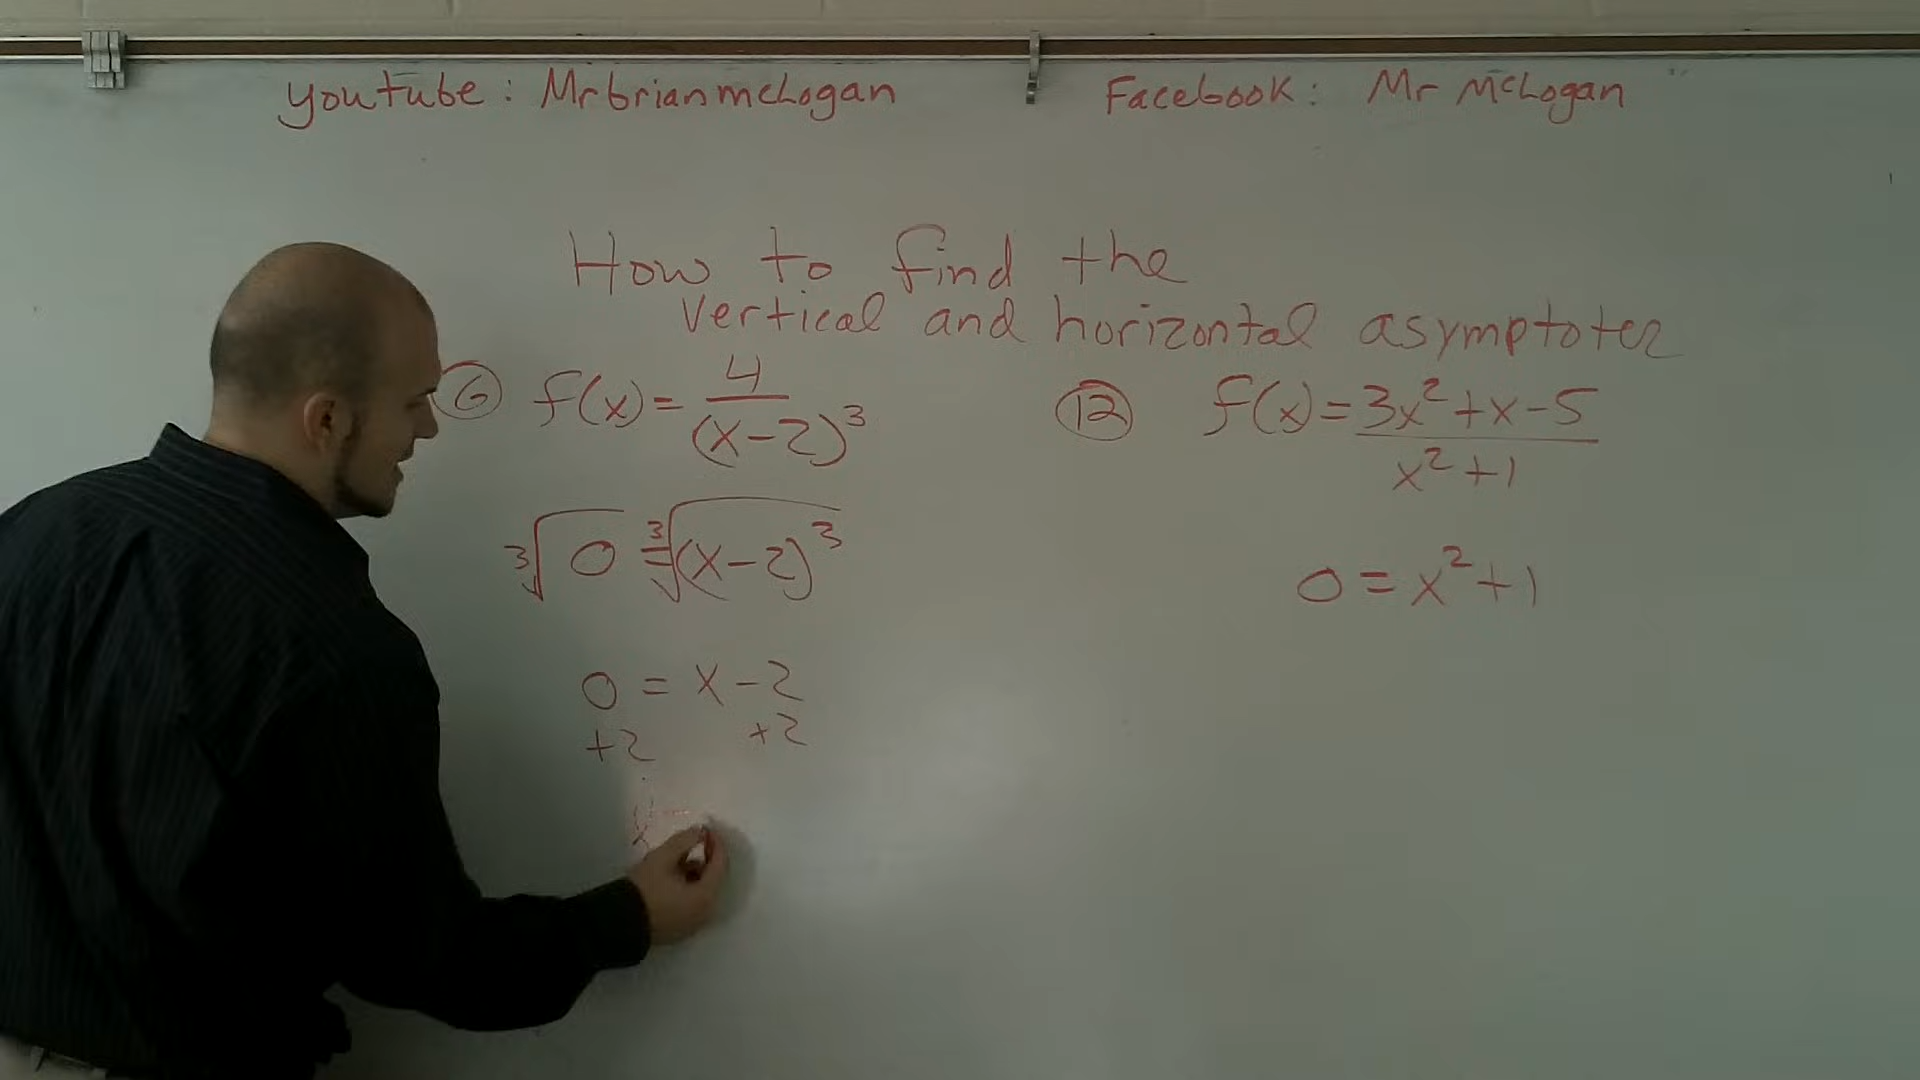 youtube: Mrbrianmclogan
Facebook: Mr McLogan
How to find the
vertical and horizontal asymptotes
6 f(x)=4/(x-2)^3
12 f(x)=3x^2+x-5/x^2+1
∛0 = ∛(x-2)^3
0 = x^2+1
0 = x-2
+2 +2
x